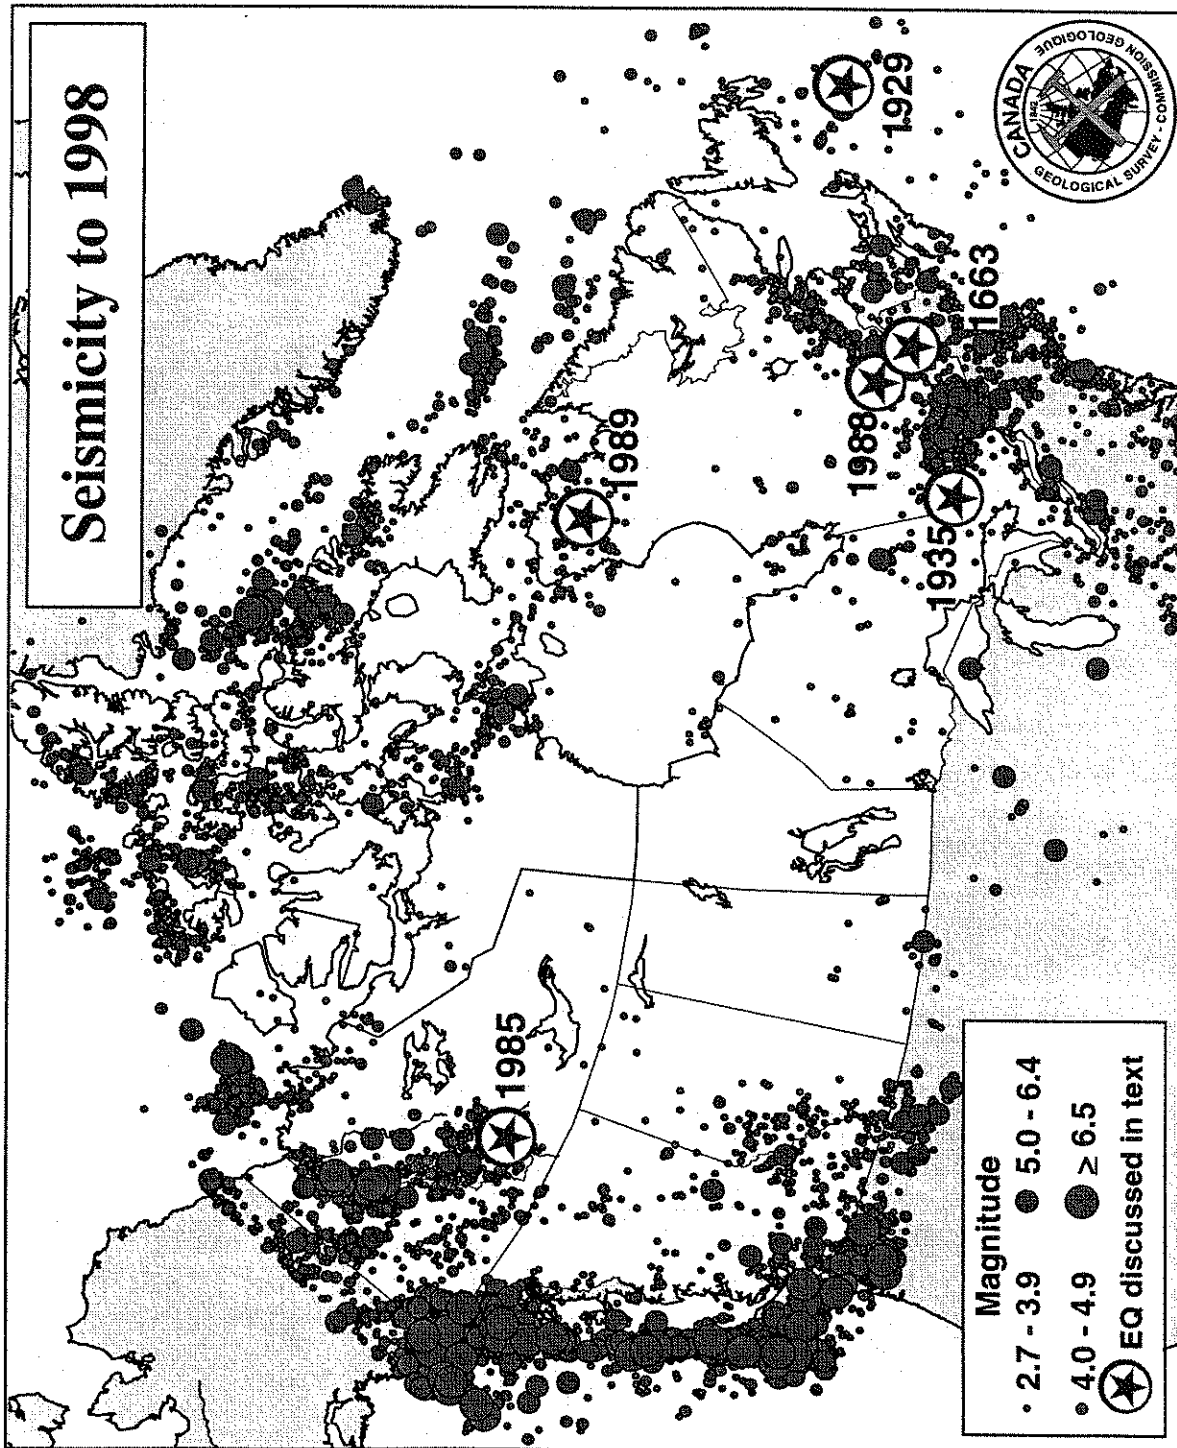 Seismicity to 1998
1985
1989
1988
1935
1663
1929
Magnitude
2.7 - 3.9
5.0 - 6.4
4.0 - 4.9
≥ 6.5
EQ discussed in text
CANADA
1842
GEOLOGICAL SURVEY - COMMISSION GEOLOGIQUE